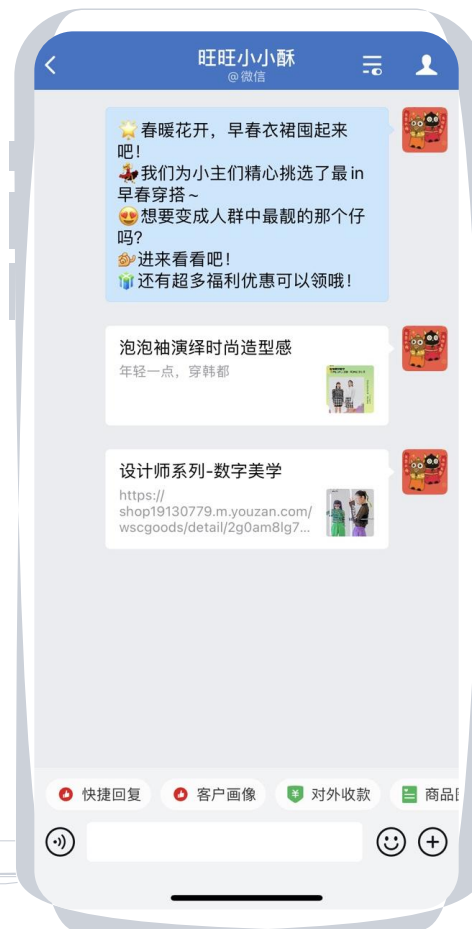 旺旺小小酥
@微信
🌟春暖花开，早春衣裙囤起来
吧！
💃我们为小主们精心挑选了最in
早春穿搭~
😍想要变成人群中最靓的那个仔
吗？
进来看看吧！
🎁还有超多福利优惠可以领哦！
泡泡袖演绎时尚造型感
年轻一点，穿韩都
设计师系列-数字美学
https://
shop19130779.m.youzan.com/
wscgoods/detail/2g0am8lg7...
快捷回复 客户画像 对外收款 商品